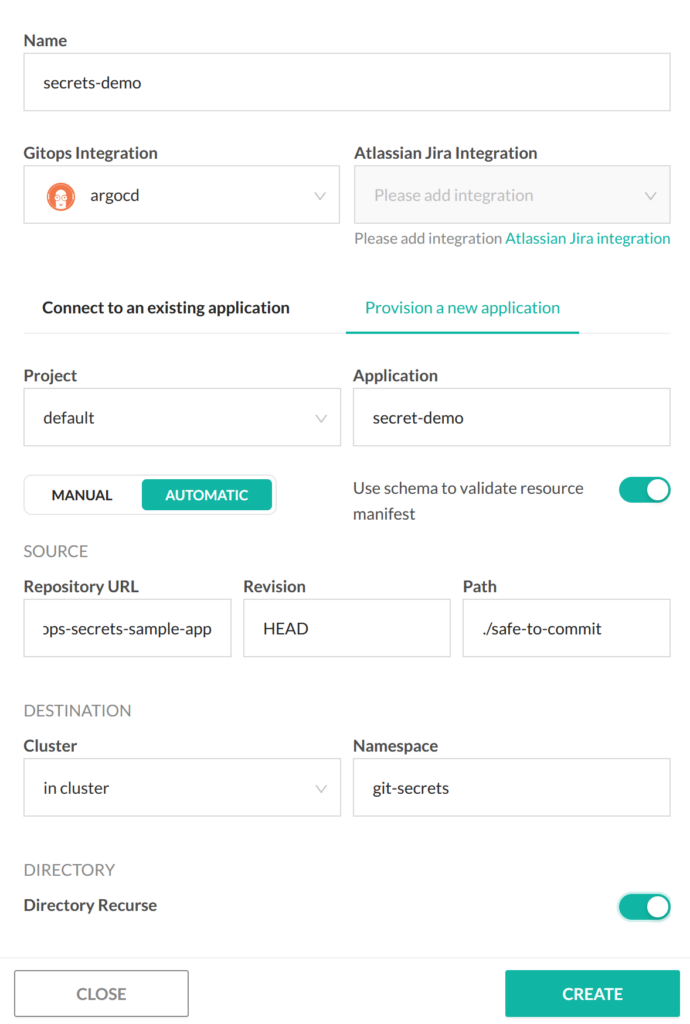 Name
secrets-demo
Gitops Integration
Atlassian Jira Integration
argocd
Please add integration
Please add integration Atlassian Jira integration
Connect to an existing application
Provision a new application
Project
Application
default
secret-demo
MANUAL
AUTOMATIC
Use schema to validate resource
manifest
SOURCE
Repository URL
Revision
Path
ops-secrets-sample-app
HEAD
./safe-to-commit
DESTINATION
Cluster
Namespace
in cluster
git-secrets
DIRECTORY
Directory Recurse
CLOSE
CREATE